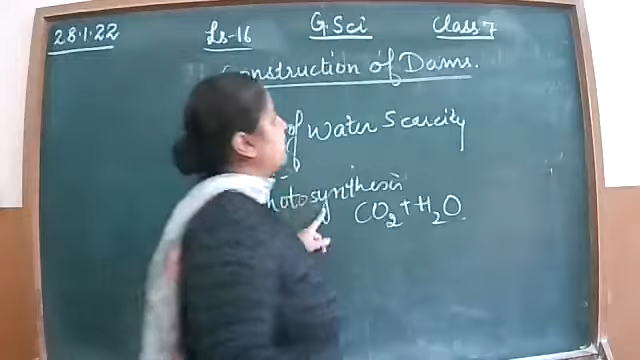 28.1.22 Ls-16 G.Sci Class 7
Construction of Dams.
of Water Scarcity
Photosynthesis
CO₂+H₂O.